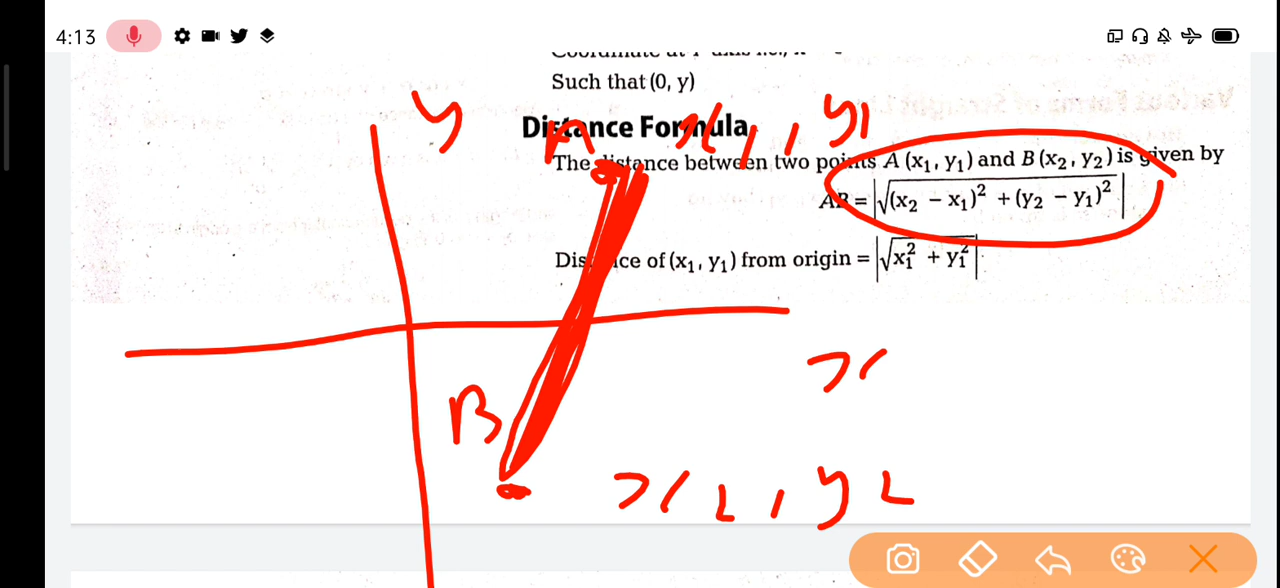 4:13
Such that (0, y)
y
Distance Formula
A x1, y1
The distance between two points A (x₁, y₁) and B (x₂, y₂) is given by
AB = |√(x₂ − x₁)² + (y₂ − y₁)²|
Distance of (x₁, y₁) from origin = |√x₁² + y₁²|
x
B
x2, y2